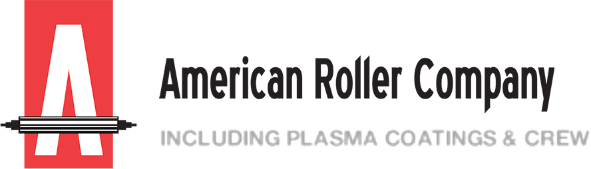 A
American Roller Company
INCLUDING PLASMA COATINGS & CREW